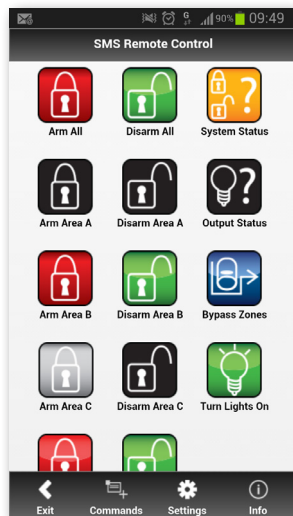 G 90% 09:49
SMS Remote Control
Arm All Disarm All System Status
Arm Area A Disarm Area A Output Status
Arm Area B Disarm Area B Bypass Zones
Arm Area C Disarm Area C Turn Lights On
Exit Commands Settings Info